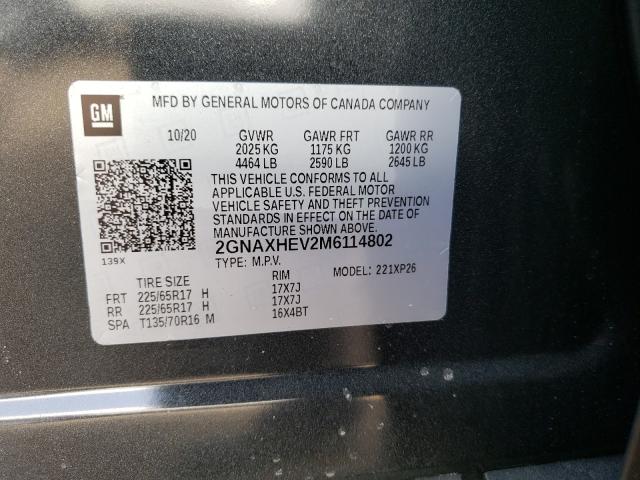 GM
MFD BY GENERAL MOTORS OF CANADA COMPANY
10/20 GVWR GAWR FRT GAWR RR
2025 KG 1175 KG 1200 KG
4464 LB 2590 LB 2645 LB
THIS VEHICLE CONFORMS TO ALL
APPLICABLE U.S. FEDERAL MOTOR
VEHICLE SAFETY AND THEFT PREVENTION
STANDARDS IN EFFECT ON THE DATE OF
MANUFACTURE SHOWN ABOVE.
139X 2GNAXHEV2M6114802
TYPE: M.P.V. MODEL: 221XP26
TIRE SIZE RIM
FRT 225/65R17 H 17X7J
RR 225/65R17 H 17X7J
SPA T135/70R16 M 16X4BT